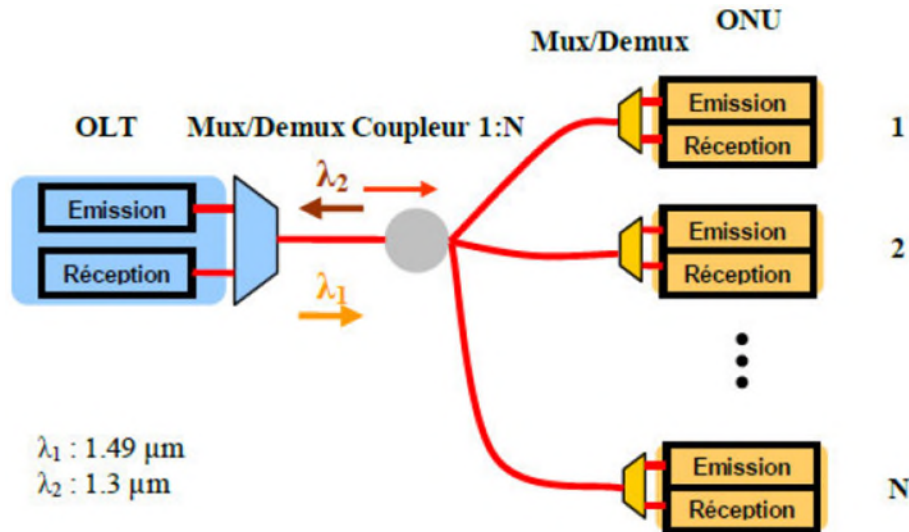 ONU
Mux/Demux
OLT
Mux/Demux Coupleur 1:N
Emission
Réception
1
λ₂
Emission
Réception
Emission
Réception
2
λ₁
λ₁ : 1.49 µm
λ₂ : 1.3 µm
Emission
Réception
N